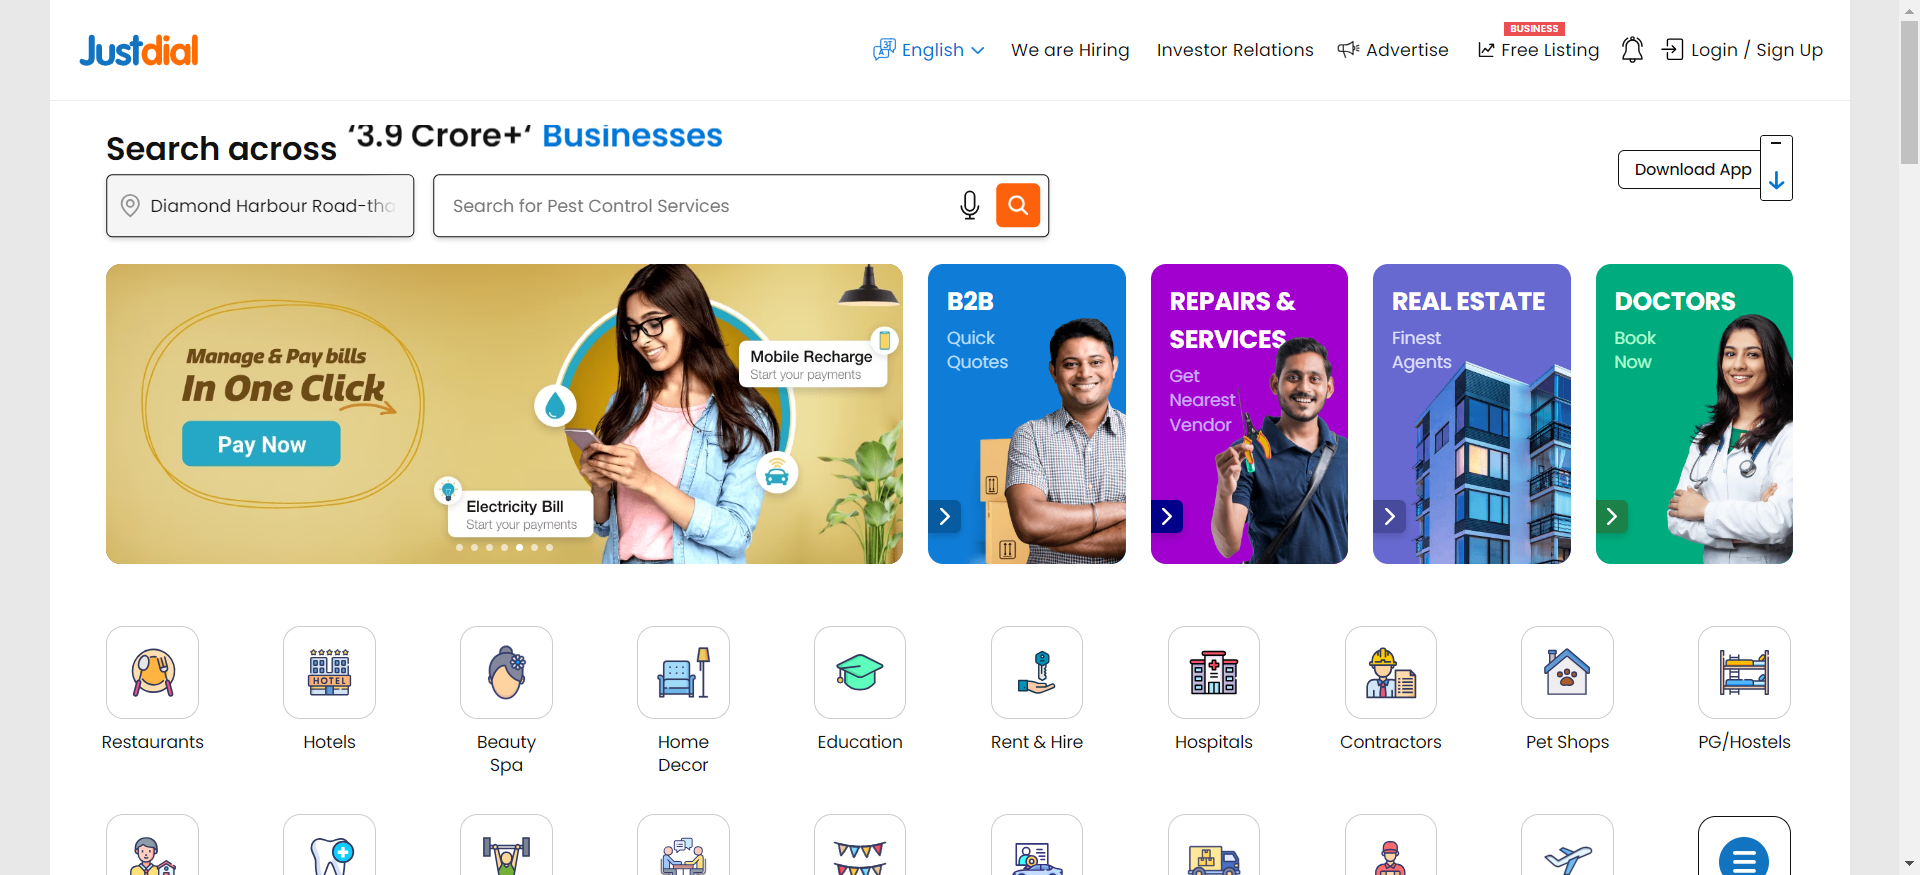 Justdial
English
We are Hiring
Investor Relations
Advertise
BUSINESS
Free Listing
Login / Sign Up
Search across
‘3.9 Crore+‘ Businesses
Download App
Diamond Harbour Road-tha
Search for Pest Control Services
Manage & Pay bills
In One Click
Pay Now
Mobile Recharge
Start your payments
Electricity Bill
Start your payments
B2B
Quick
Quotes
REPAIRS &
SERVICES
Get
Nearest
Vendor
REAL ESTATE
Finest
Agents
DOCTORS
Book
Now
HOTEL
Restaurants
Hotels
Beauty
Spa
Home
Decor
Education
Rent & Hire
Hospitals
Contractors
Pet Shops
PG/Hostels